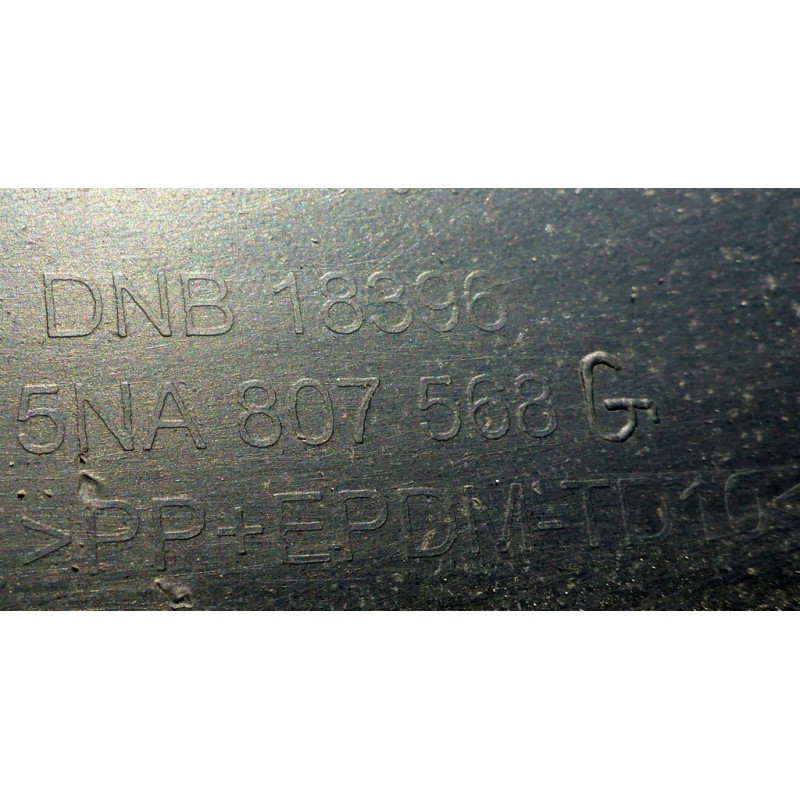 DNB 18396
5NA 807 568 G
>PP+EPDM-TD10<